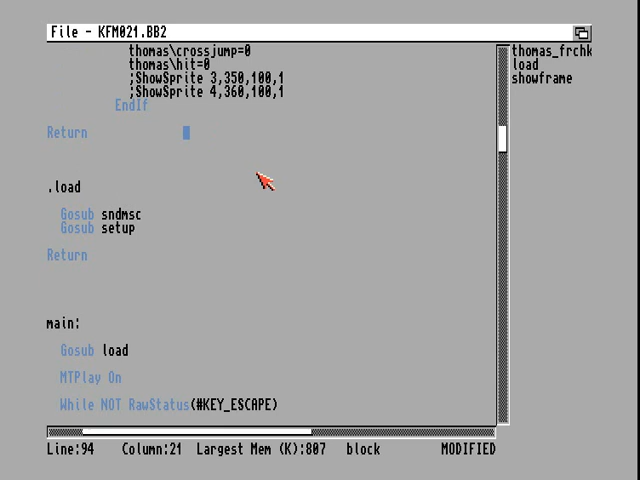 File - KFM021.BB2
thomas\crossjump=0
thomas\hit=0
;ShowSprite 3,350,100,1
;ShowSprite 4,360,100,1
EndIf
Return
.load
Gosub sndmsc
Gosub setup
Return
main:
Gosub load
MTPlay On
While NOT RawStatus(#KEY_ESCAPE)
thomas_frchk
load
showframe
Line:94 Column:21 Largest Mem (K):807 block MODIFIED